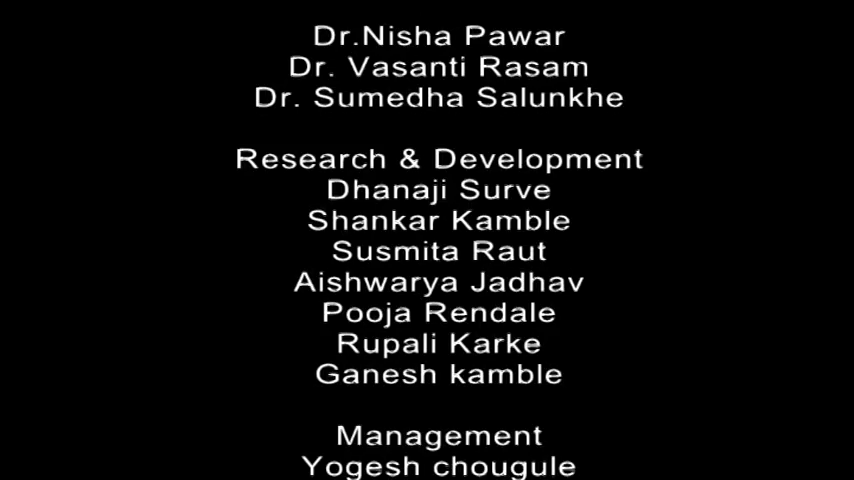 Dr.Nisha Pawar
Dr. Vasanti Rasam
Dr. Sumedha Salunkhe
Research & Development
Dhanaji Surve
Shankar Kamble
Susmita Raut
Aishwarya Jadhav
Pooja Rendale
Rupali Karke
Ganesh kamble
Management
Yogesh chougule